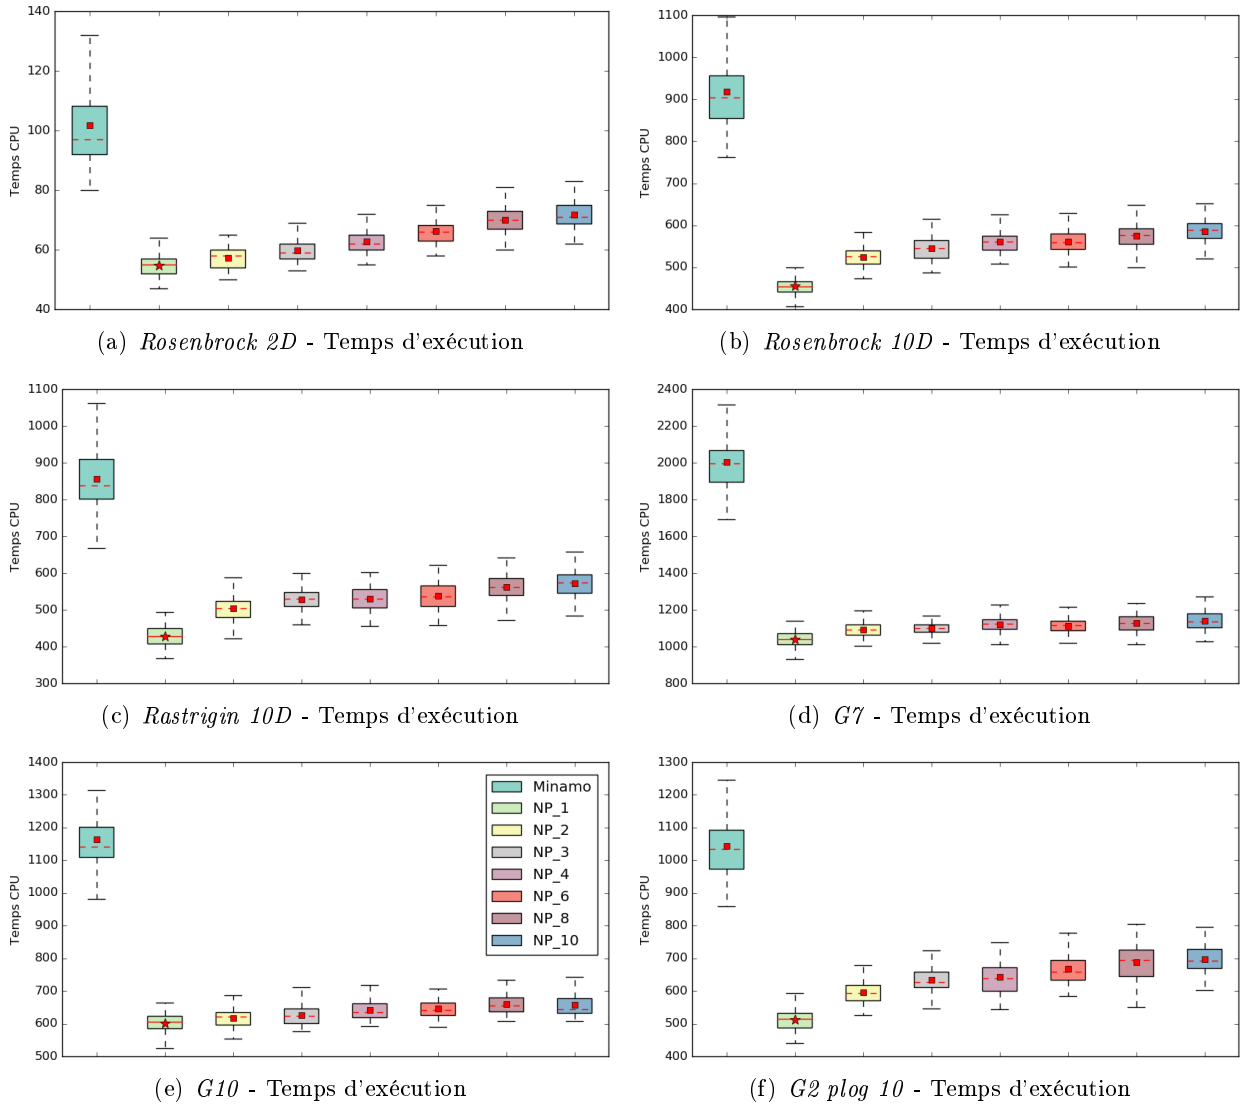 140
120
100
80
60
40
Temps CPU
(a) Rosenbrock 2D - Temps d'exécution
1100
1000
900
800
700
600
500
400
Temps CPU
(b) Rosenbrock 10D - Temps d'exécution
1100
1000
900
800
700
600
500
400
300
Temps CPU
(c) Rastrigin 10D - Temps d'exécution
2400
2200
2000
1800
1600
1400
1200
1000
800
Temps CPU
(d) G7 - Temps d'exécution
1400
1300
1200
1100
1000
900
800
700
600
500
Temps CPU
Minamo
NP_1
NP_2
NP_3
NP_4
NP_6
NP_8
NP_10
(e) G10 - Temps d'exécution
1300
1200
1100
1000
900
800
700
600
500
400
Temps CPU
(f) G2 plog 10 - Temps d'exécution